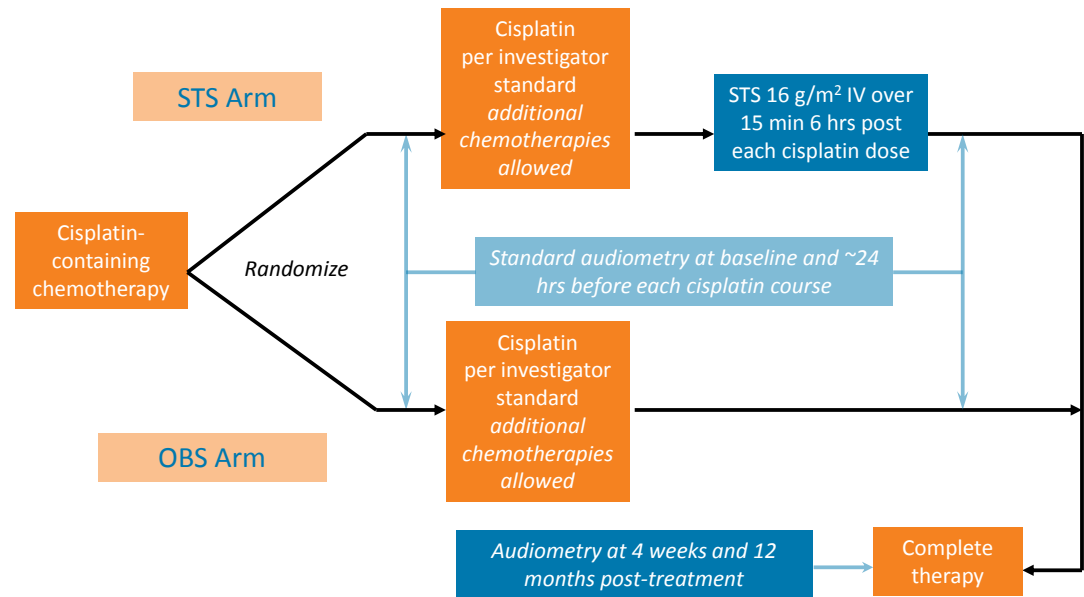 STS Arm
Cisplatin
per investigator
standard
additional
chemotherapies
allowed
STS 16 g/m² IV over
15 min 6 hrs post
each cisplatin dose
Cisplatin-
containing
chemotherapy
Randomize
Standard audiometry at baseline and ~24
hrs before each cisplatin course
OBS Arm
Cisplatin
per investigator
standard
additional
chemotherapies
allowed
Audiometry at 4 weeks and 12
months post-treatment
Complete
therapy